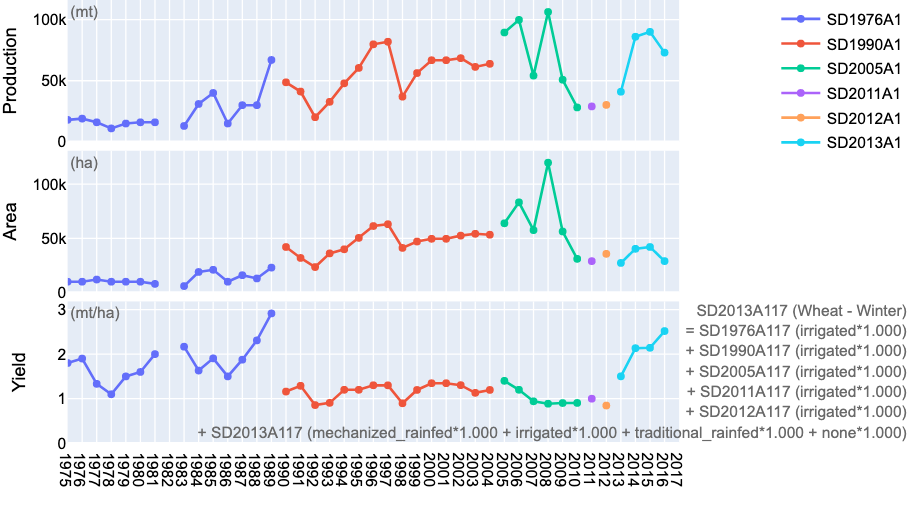 (mt)
Production
100k
50k
0
SD1976A1
SD1990A1
SD2005A1
SD2011A1
SD2012A1
SD2013A1
(ha)
Area
100k
50k
0
(mt/ha)
Yield
3
2
1
0
SD2013A117 (Wheat - Winter)
= SD1976A117 (irrigated*1.000)
+ SD1990A117 (irrigated*1.000)
+ SD2005A117 (irrigated*1.000)
+ SD2011A117 (irrigated*1.000)
+ SD2012A117 (irrigated*1.000)
+ SD2013A117 (mechanized_rainfed*1.000 + irrigated*1.000 + traditional_rainfed*1.000 + none*1.000)
1975
1976
1977
1978
1979
1980
1981
1982
1983
1984
1985
1986
1987
1988
1989
1990
1991
1992
1993
1994
1995
1996
1997
1998
1999
2000
2001
2002
2003
2004
2005
2006
2007
2008
2009
2010
2011
2012
2013
2014
2015
2016
2017